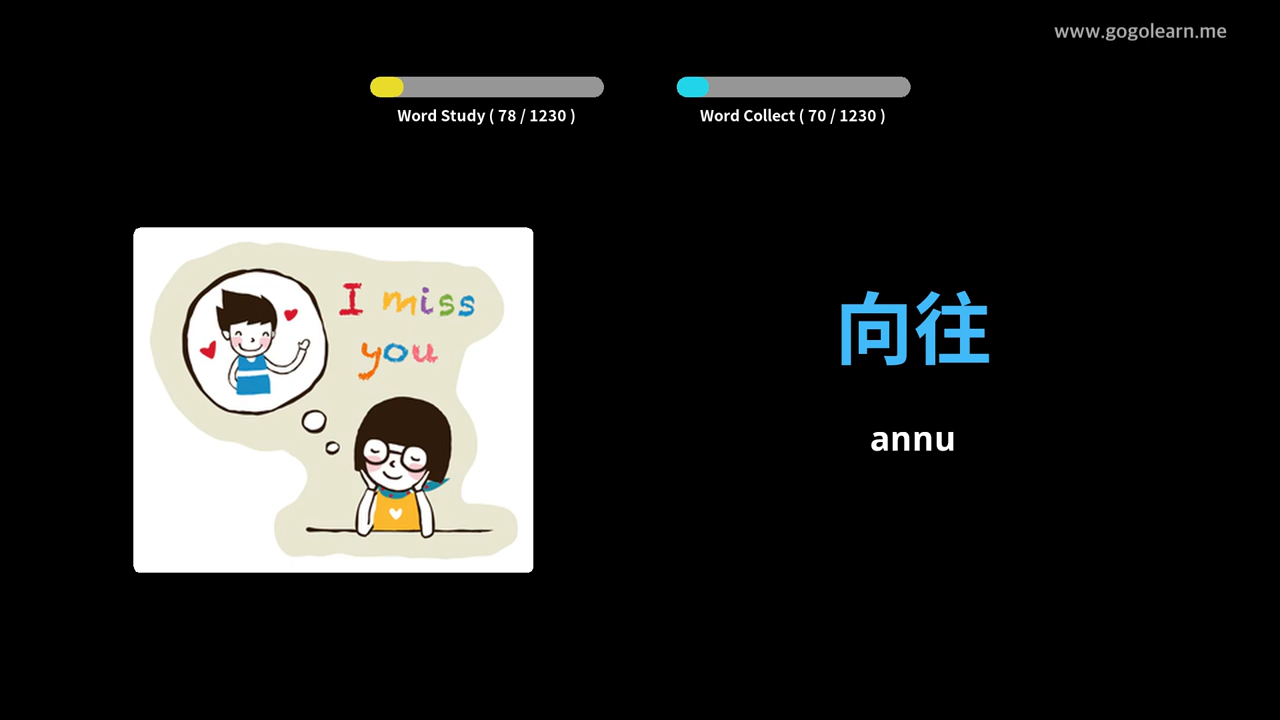 www.gogolearn.me
Word Study ( 78 / 1230 )
Word Collect ( 70 / 1230 )
I miss
you
向往
annu